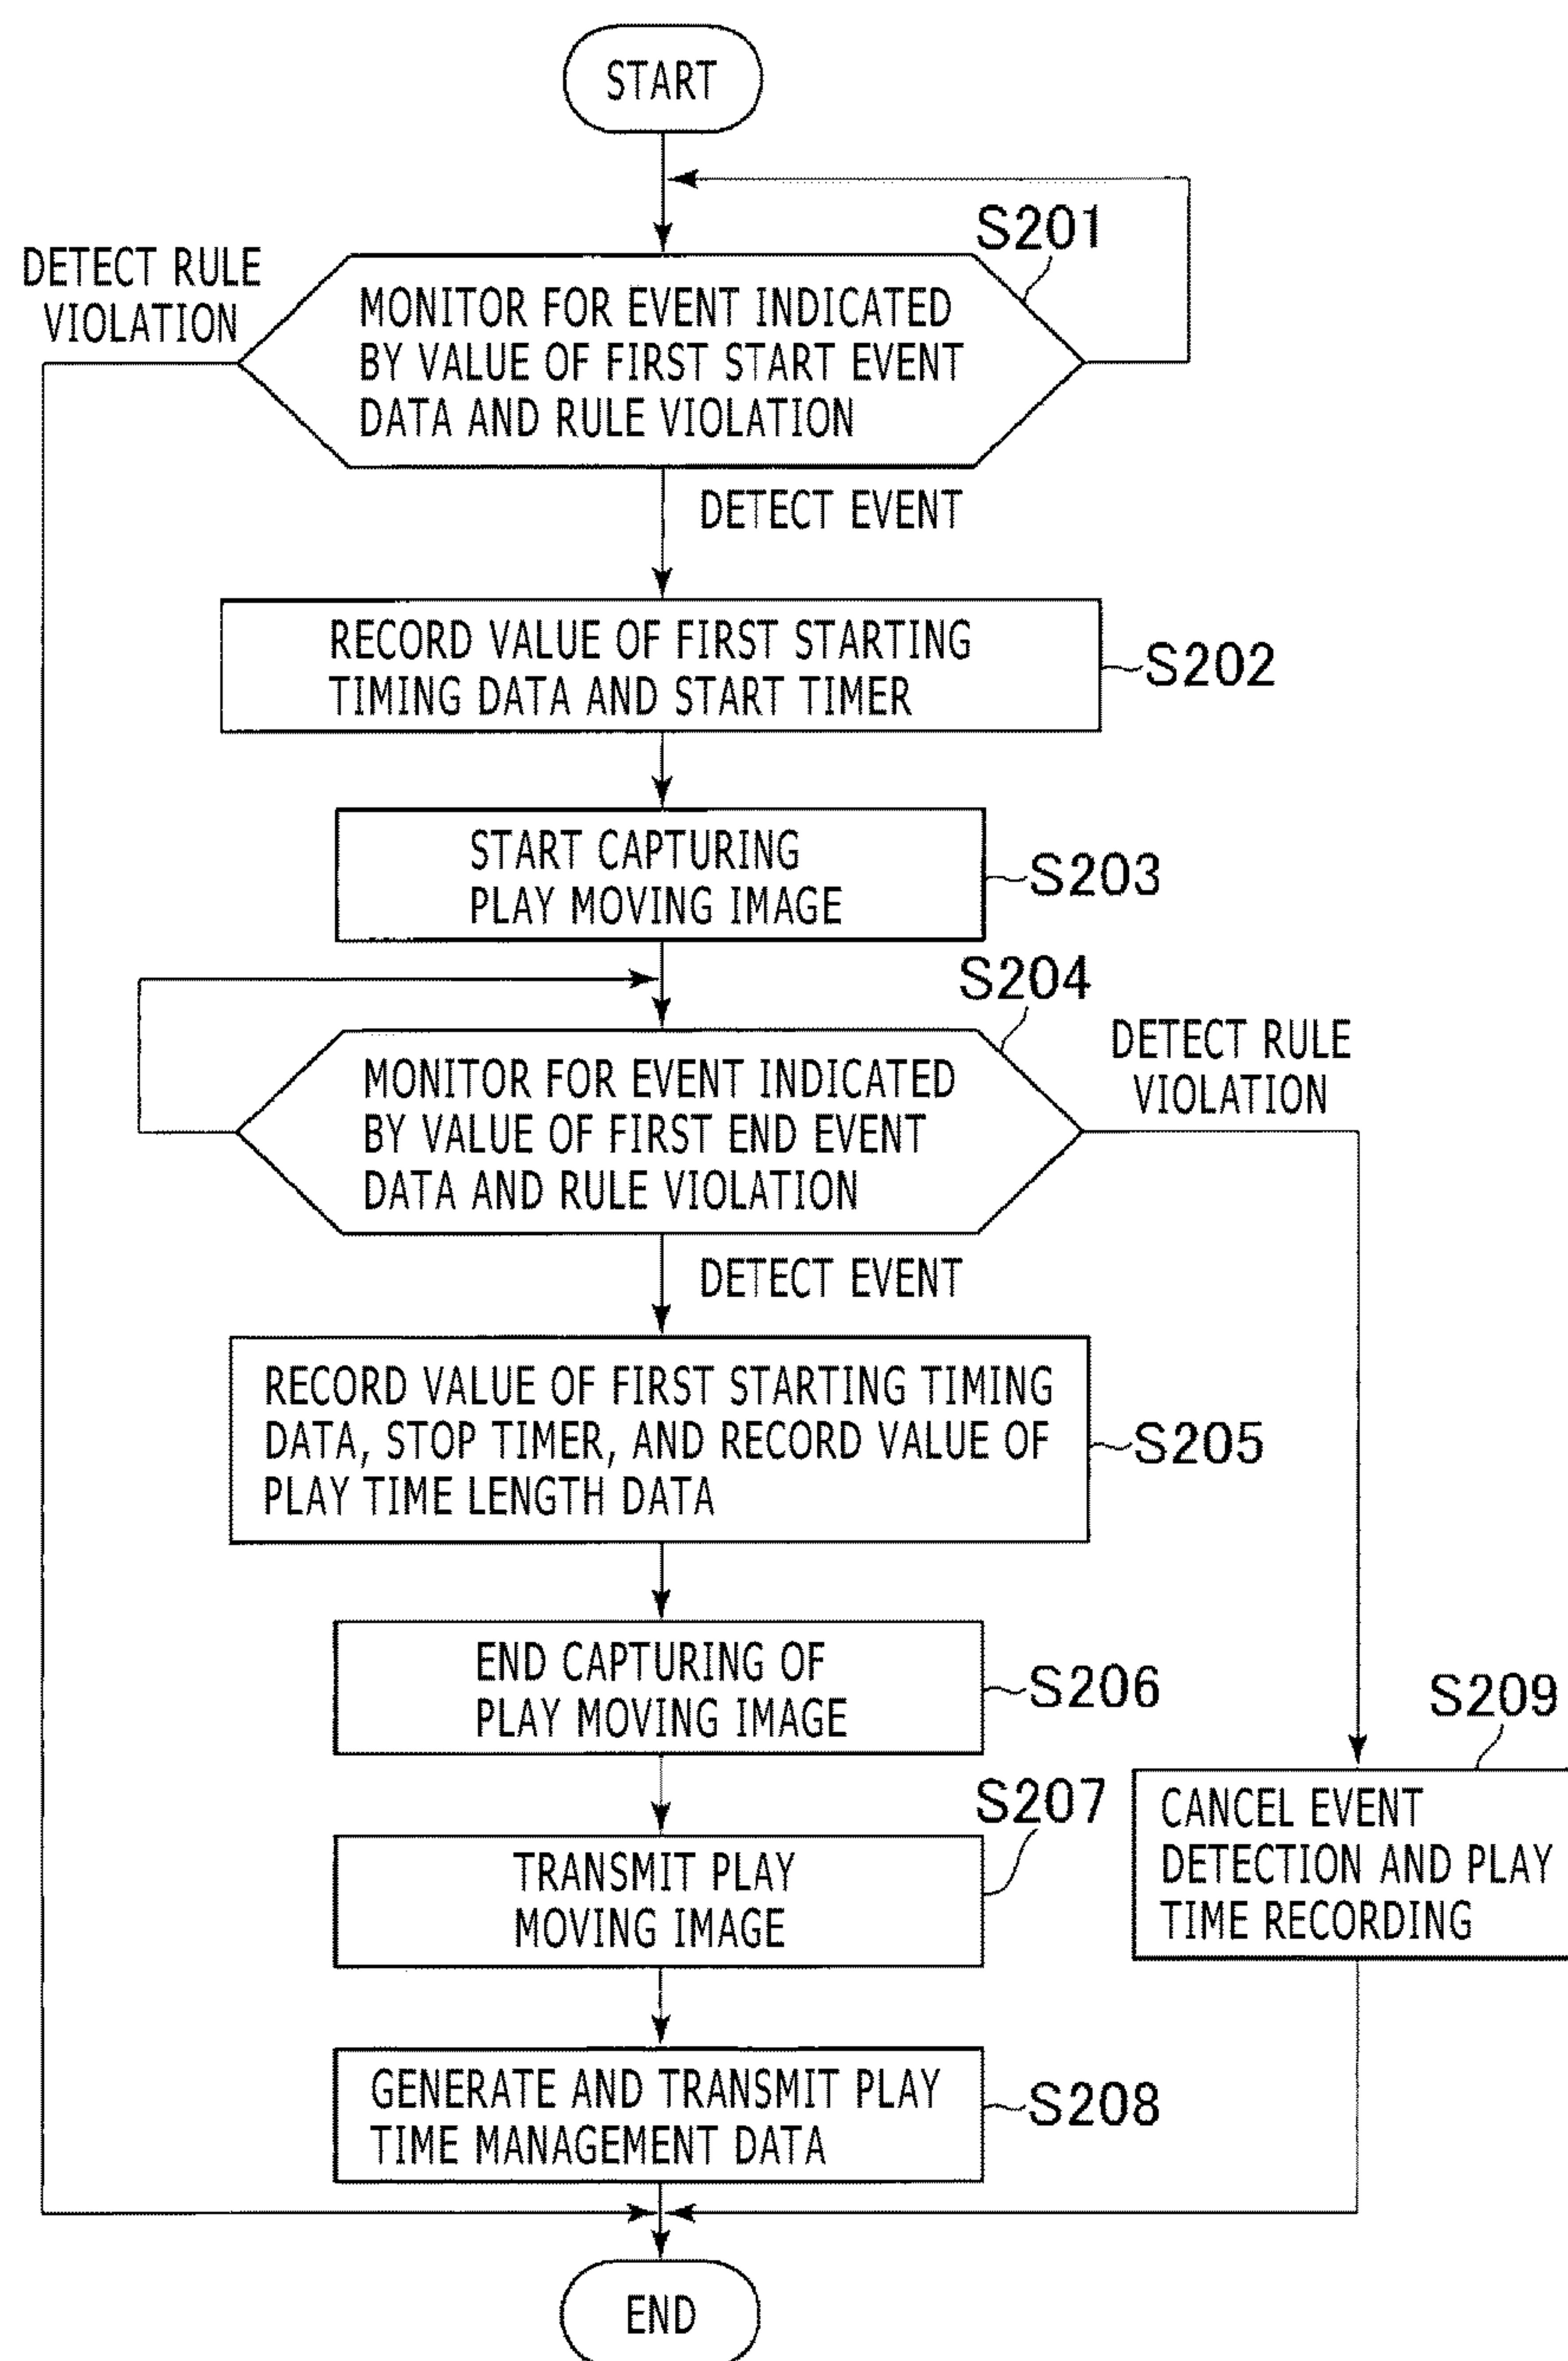 START
S201
DETECT RULE
VIOLATION
MONITOR FOR EVENT INDICATED
BY VALUE OF FIRST START EVENT
DATA AND RULE VIOLATION
DETECT EVENT
RECORD VALUE OF FIRST STARTING
TIMING DATA AND START TIMER
S202
START CAPTURING
PLAY MOVING IMAGE
S203
S204
MONITOR FOR EVENT INDICATED
BY VALUE OF FIRST END EVENT
DATA AND RULE VIOLATION
DETECT RULE
VIOLATION
DETECT EVENT
RECORD VALUE OF FIRST STARTING TIMING
DATA, STOP TIMER, AND RECORD VALUE OF
PLAY TIME LENGTH DATA
S205
END CAPTURING OF
PLAY MOVING IMAGE
S206
S209
CANCEL EVENT
DETECTION AND PLAY
TIME RECORDING
S207
TRANSMIT PLAY
MOVING IMAGE
GENERATE AND TRANSMIT PLAY
TIME MANAGEMENT DATA
S208
END